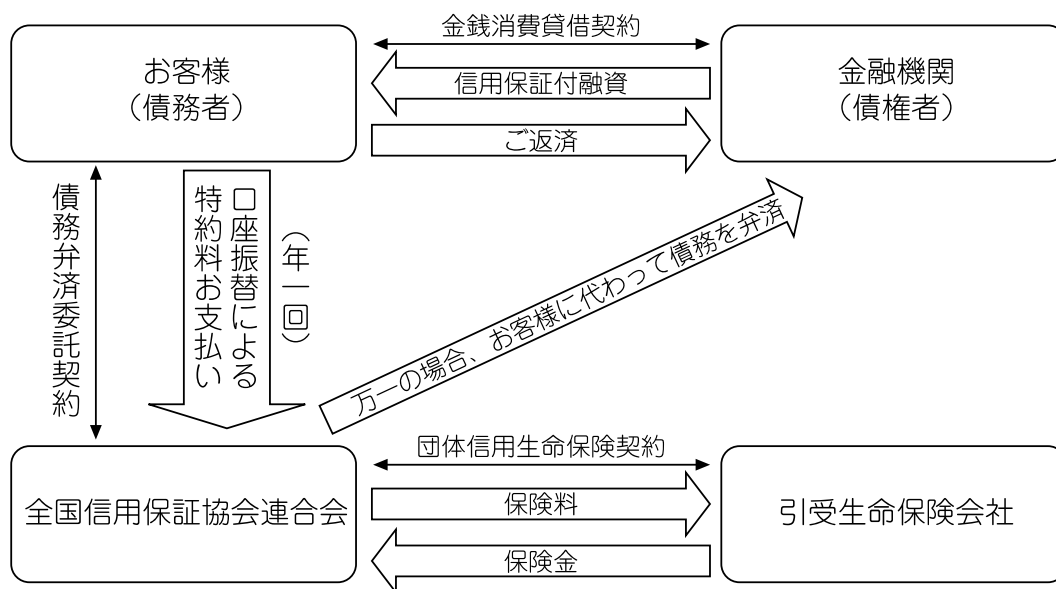 金銭消費貸借契約
お客様
（債務者）
信用保証付融資
ご返済
金融機関
（債権者）
債務弁済委託契約
口座振替による
特約料お支払い
（年一回）
万一の場合、お客様に代わって債務を弁済
全国信用保証協会連合会
団体信用生命保険契約
保険料
保険金
引受生命保険会社